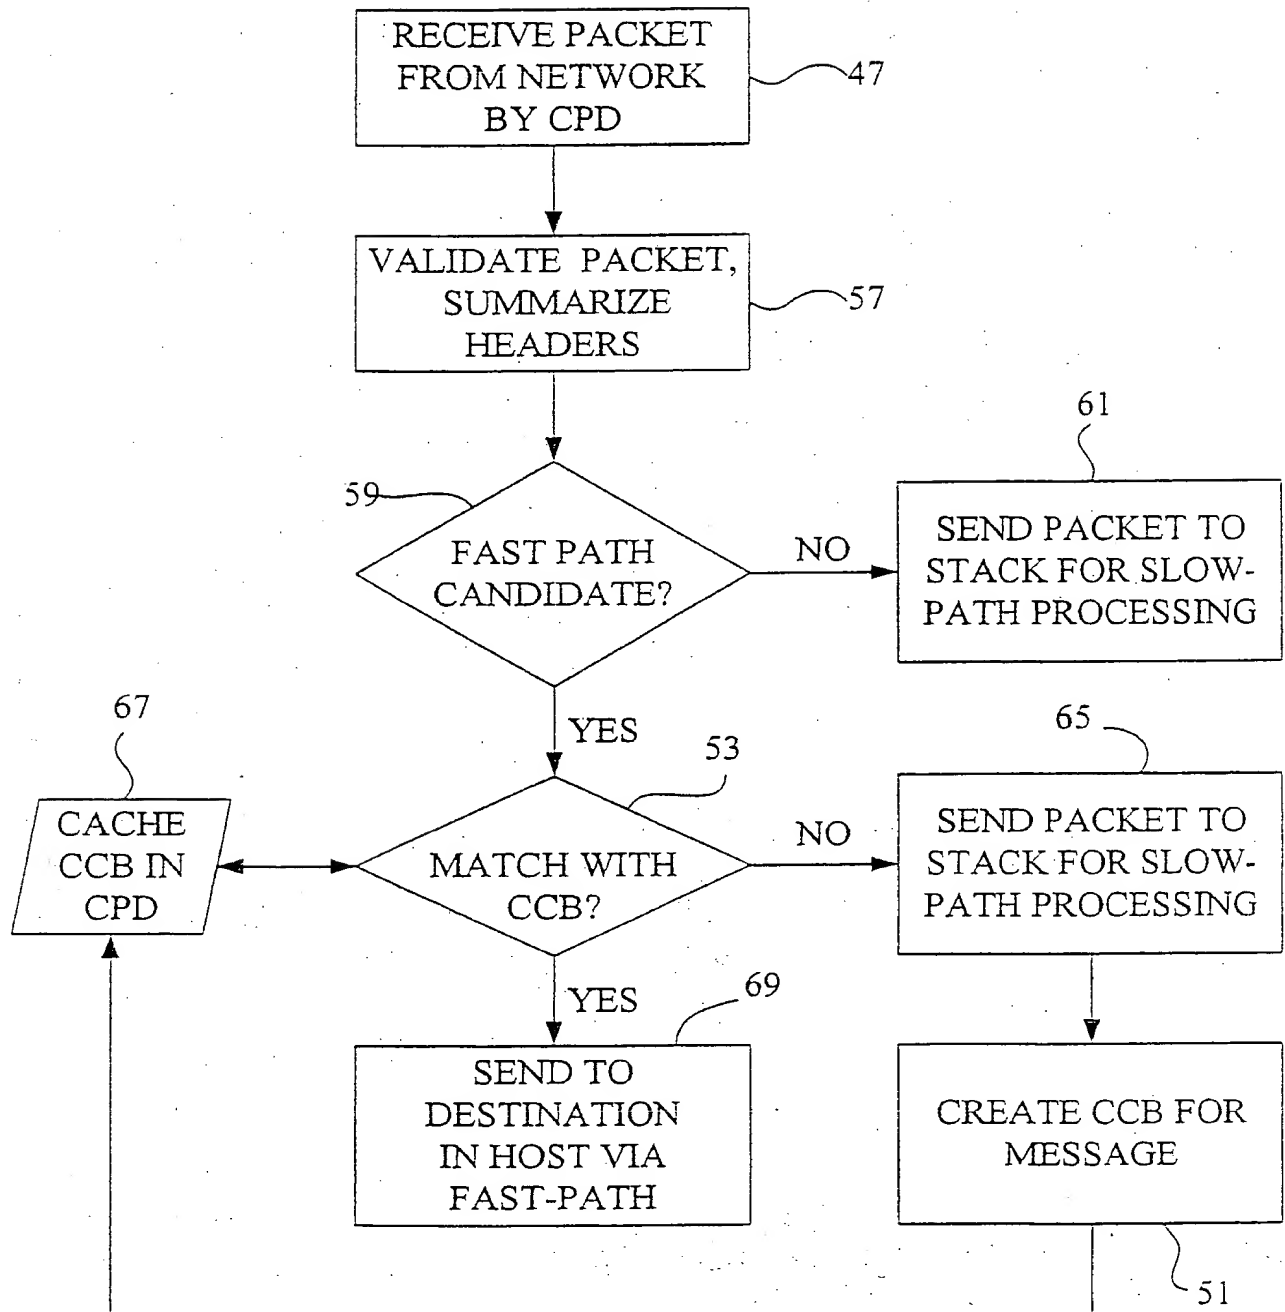 RECEIVE PACKET
FROM NETWORK
BY CPD
47
VALIDATE PACKET,
SUMMARIZE
HEADERS
57
61
59
FAST PATH
CANDIDATE?
NO
SEND PACKET TO
STACK FOR SLOW-
PATH PROCESSING
YES
67
53
65
CACHE
CCB IN
CPD
MATCH WITH
CCB?
NO
SEND PACKET TO
STACK FOR SLOW-
PATH PROCESSING
YES
69
SEND TO
DESTINATION
IN HOST VIA
FAST-PATH
CREATE CCB FOR
MESSAGE
51